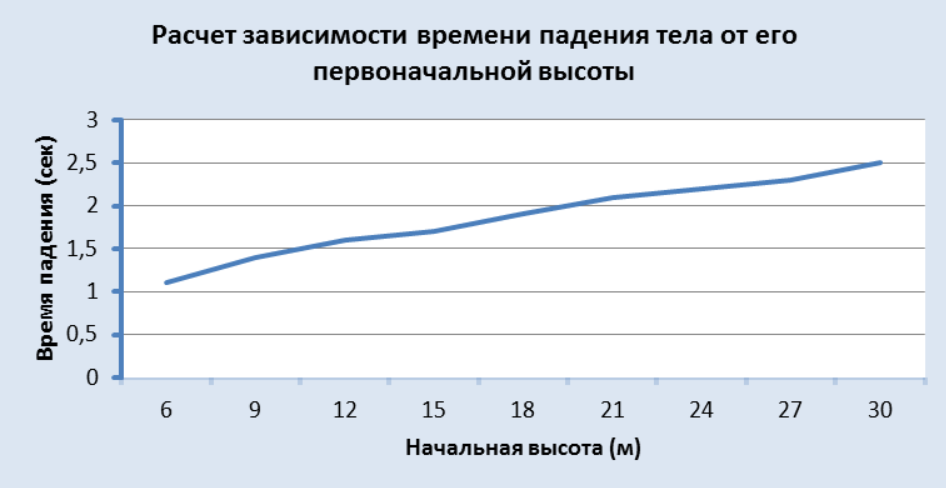 Расчет зависимости времени падения тела от его
первоначальной высоты
Время падения (сек)
3
2,5
2
1,5
1
0,5
0
6 9 12 15 18 21 24 27 30
Начальная высота (м)